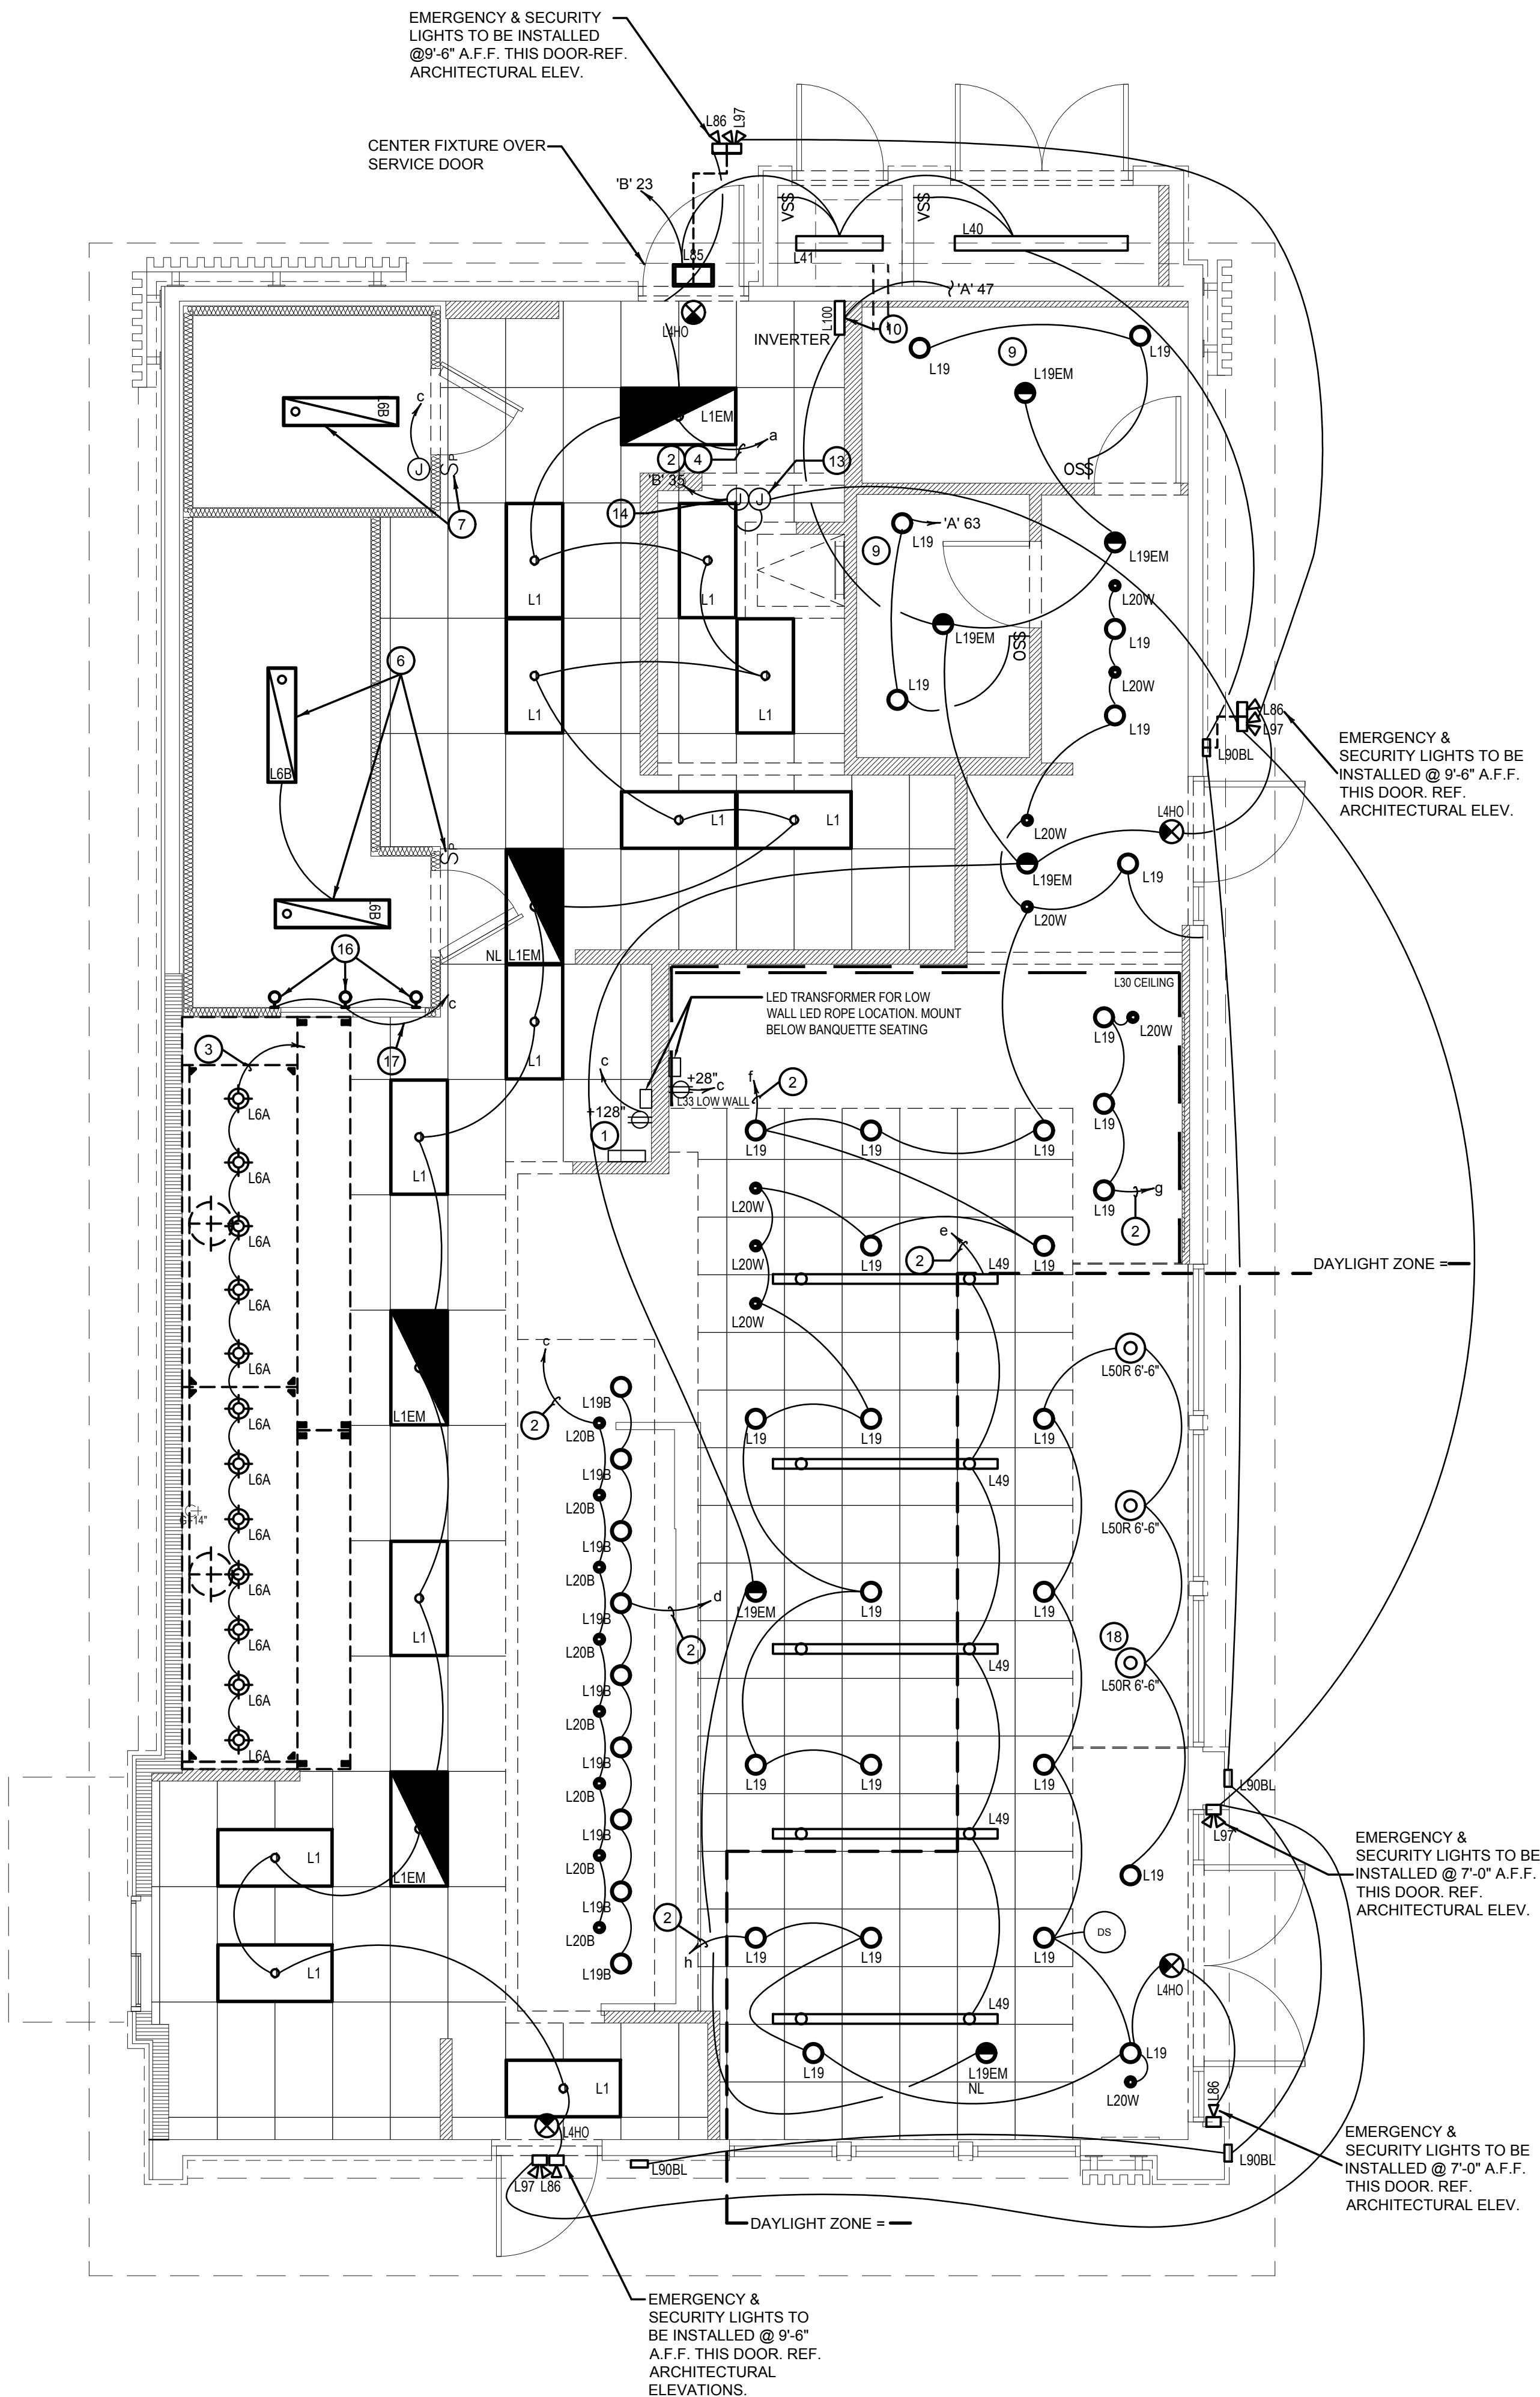 EMERGENCY & SECURITY
LIGHTS TO BE INSTALLED
@9'-6" A.F.F. THIS DOOR-REF.
ARCHITECTURAL ELEV.
L86
L97
CENTER FIXTURE OVER
SERVICE DOOR
'B' 23
VS$
VS$
L40
L41
L85
'A' 47
L4HO
L100
INVERTER
10
L19
9
L19
L19EM
L6B
c
L1EM
a
J
S P
2
4
13
OS$
'B' 35
J
J
7
14
'A' 63
L19
9
L19EM
L1
L1
L20W
L19
L19EM
OS$
6
L20W
L19
L1
L1
L19
L86
L97
L90BL
EMERGENCY &
SECURITY LIGHTS TO BE
INSTALLED @ 9'-6" A.F.F.
THIS DOOR. REF.
ARCHITECTURAL ELEV.
L6B
L4HO
L1
L1
L20W
S P
L19EM
L19
L6B
L20W
16
NL
L1EM
L30 CEILING
c
LED TRANSFORMER FOR LOW
WALL LED ROPE LOCATION. MOUNT
BELOW BANQUETTE SEATING
L20W
L19
3
17
L1
c
+28"
c
f
2
L33 LOW WALL
L6A
+128"
1
L19
L1
L19
L19
L19
L6A
g
L19
L20W
2
L6A
L20W
e
2
L19
L19
L49
DAYLIGHT ZONE =
L6A
L20W
c
L6A
L50R 6'-6"
L19B
L1EM
2
L6A
L20B
L19
L19
L19
L6A
L19B
L49
L20B
G-14"
L6A
L50R 6'-6"
L19B
L6A
L20B
d
L19EM
L19
L19
L1
L19B
L6A
L20B
2
18
L49
L50R 6'-6"
L6A
L19B
L20B
L6A
L19B
L19
L19
L19
L20B
L90BL
L49
L97
L1
L19B
L1EM
L20B
L19
EMERGENCY &
SECURITY LIGHTS TO BE
INSTALLED @ 7'-0" A.F.F.
THIS DOOR. REF.
ARCHITECTURAL ELEV.
L19B
2
L20B
h
L19
L19
L19
DS
L19B
L1
L4HO
L49
L19
L19EM
NL
L19
L20W
L86
L1
L4HO
L97
L86
L90BL
L90BL
EMERGENCY &
SECURITY LIGHTS TO BE
INSTALLED @ 7'-0" A.F.F.
THIS DOOR. REF.
ARCHITECTURAL ELEV.
DAYLIGHT ZONE =
EMERGENCY &
SECURITY LIGHTS TO
BE INSTALLED @ 9'-6"
A.F.F. THIS DOOR. REF.
ARCHITECTURAL
ELEVATIONS.